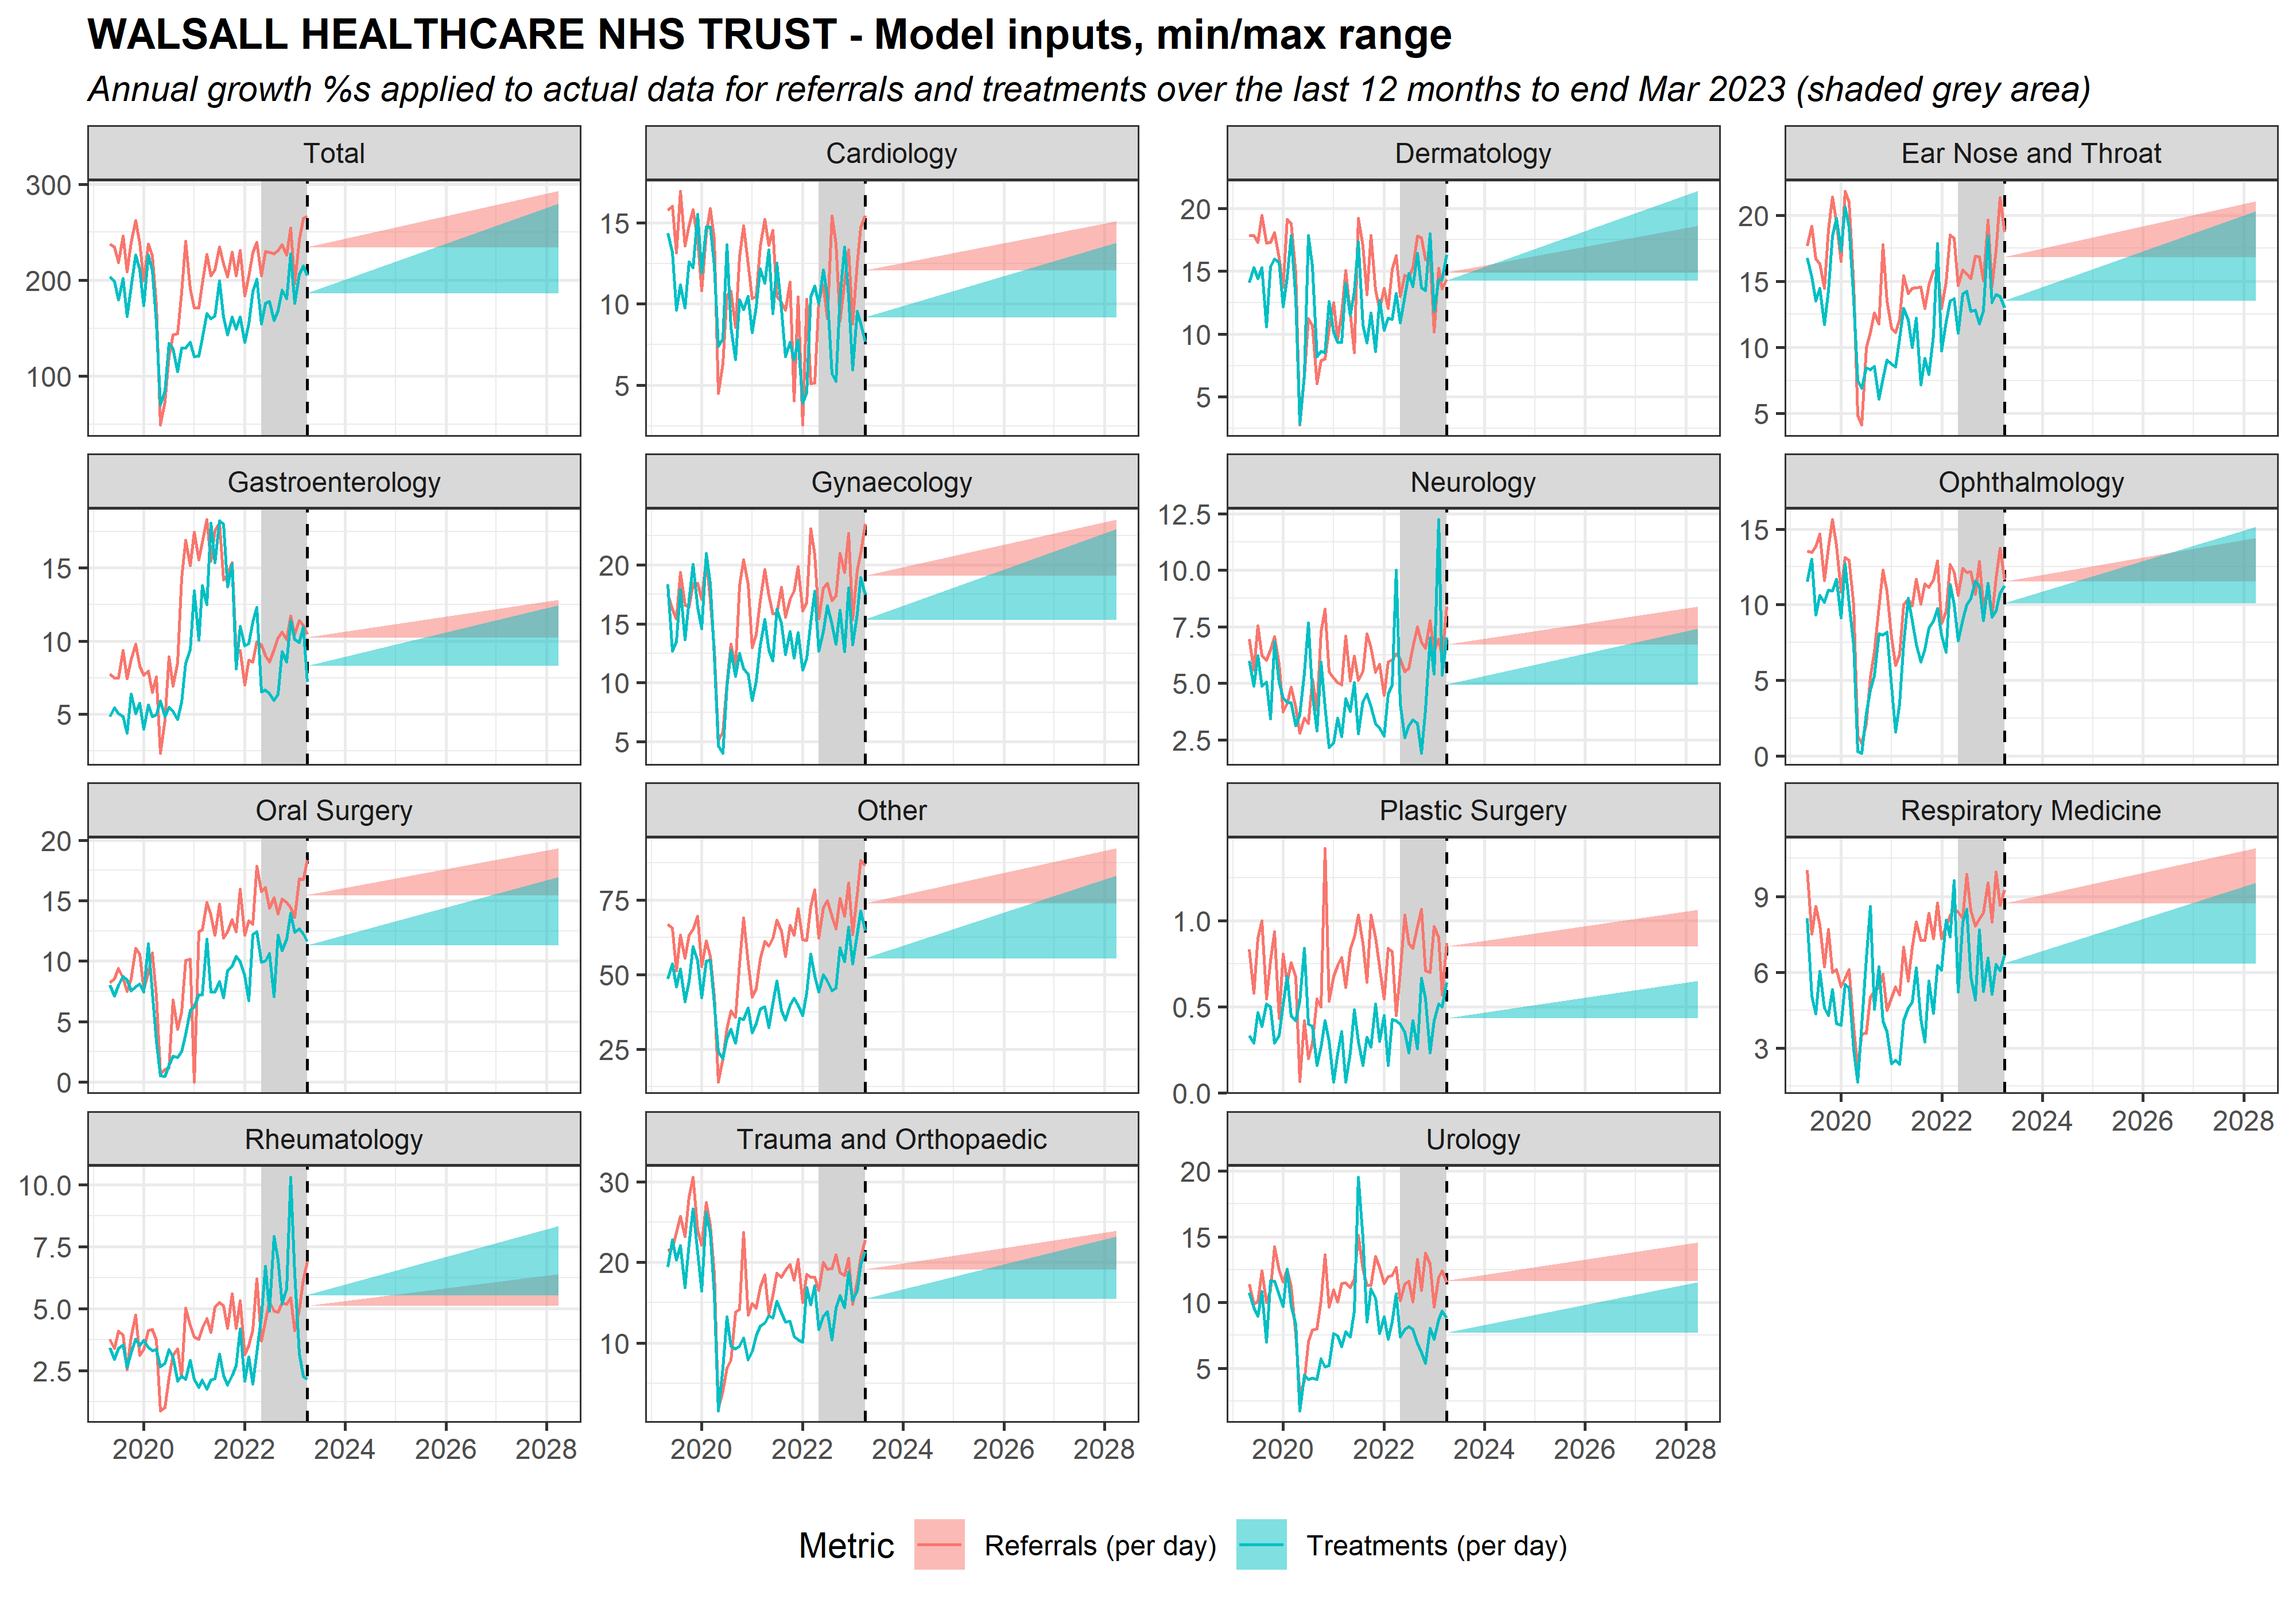 WALSALL HEALTHCARE NHS TRUST - Model inputs, min/max range
Annual growth %s applied to actual data for referrals and treatments over the last 12 months to end Mar 2023 (shaded grey area)
Total
Cardiology
Dermatology
Ear Nose and Throat
300
200
100
15
10
5
20
15
10
5
20
15
10
5
Gastroenterology
Gynaecology
Neurology
Ophthalmology
15
10
5
20
15
10
5
12.5
10.0
7.5
5.0
2.5
15
10
5
0
Oral Surgery
Other
Plastic Surgery
Respiratory Medicine
20
15
10
5
0
75
50
25
1.0
0.5
0.0
9
6
3
2020 2022 2024 2026 2028
Rheumatology
Trauma and Orthopaedic
Urology
10.0
7.5
5.0
2.5
30
20
10
20
15
10
5
2020 2022 2024 2026 2028
2020 2022 2024 2026 2028
2020 2022 2024 2026 2028
Metric Referrals (per day) Treatments (per day)